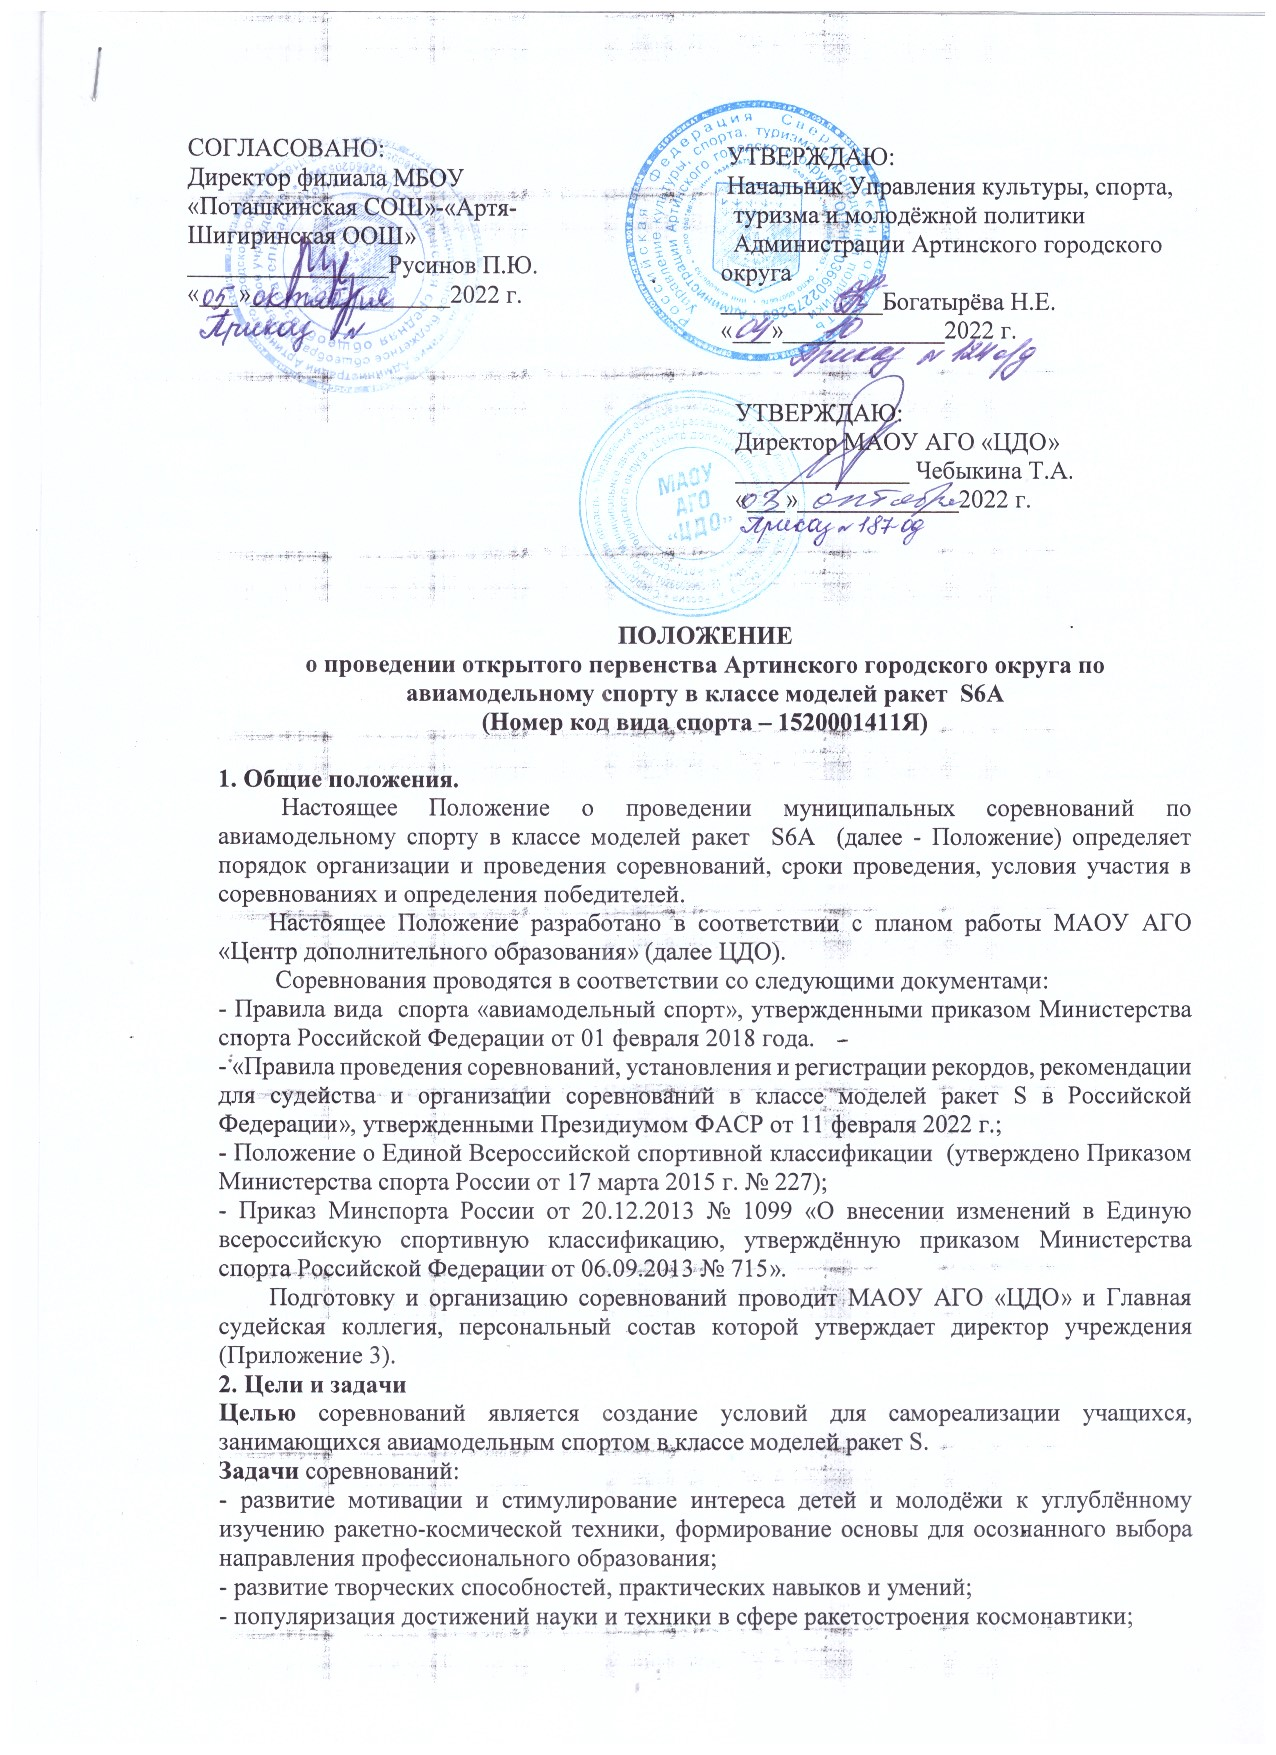 СОГЛАСОВАНО:
Директор филиала МБОУ
«Поташкинская СОШ»-«Артя-
Шигиринская ООШ»
________________Русинов П.Ю.
«05»октября 2022 г.
Приказ №
УТВЕРЖДАЮ:
Начальник Управления культуры, спорта,
туризма и молодёжной политики
Администрации Артинского городского
округа
_____________Богатырёва Н.Е.
«04» 10 2022 г.
Приказ № 124 о/д
УТВЕРЖДАЮ:
Директор МАОУ АГО «ЦДО»
______________ Чебыкина Т.А.
«03» октября 2022 г.
Приказ № 187-од
МАОУ
АГО
“ЦДО”
ПОЛОЖЕНИЕ
о проведении открытого первенства Артинского городского округа по
авиамодельному спорту в классе моделей ракет S6A
(Номер код вида спорта – 1520001411Я)
1. Общие положения.
Настоящее Положение о проведении муниципальных соревнований по
авиамодельному спорту в классе моделей ракет S6A (далее - Положение) определяет
порядок организации и проведения соревнований, сроки проведения, условия участия в
соревнованиях и определения победителей.
Настоящее Положение разработано в соответствии с планом работы МАОУ АГО
«Центр дополнительного образования» (далее ЦДО).
Соревнования проводятся в соответствии со следующими документами:
- Правила вида спорта «авиамодельный спорт», утвержденными приказом Министерства
спорта Российской Федерации от 01 февраля 2018 года.
- «Правила проведения соревнований, установления и регистрации рекордов, рекомендации
для судейства и организации соревнований в классе моделей ракет S в Российской
Федерации», утвержденными Президиумом ФАСР от 11 февраля 2022 г.;
- Положение о Единой Всероссийской спортивной классификации (утверждено Приказом
Министерства спорта России от 17 марта 2015 г. № 227);
- Приказ Минспорта России от 20.12.2013 № 1099 «О внесении изменений в Единую
всероссийскую спортивную классификацию, утверждённую приказом Министерства
спорта Российской Федерации от 06.09.2013 № 715».
Подготовку и организацию соревнований проводит МАОУ АГО «ЦДО» и Главная
судейская коллегия, персональный состав которой утверждает директор учреждения
(Приложение 3).
2. Цели и задачи
Целью соревнований является создание условий для самореализации учащихся,
занимающихся авиамодельным спортом в классе моделей ракет S.
Задачи соревнований:
- развитие мотивации и стимулирование интереса детей и молодёжи к углублённому
изучению ракетно-космической техники, формирование основы для осознанного выбора
направления профессионального образования;
- развитие творческих способностей, практических навыков и умений;
- популяризация достижений науки и техники в сфере ракетостроения космонавтики;